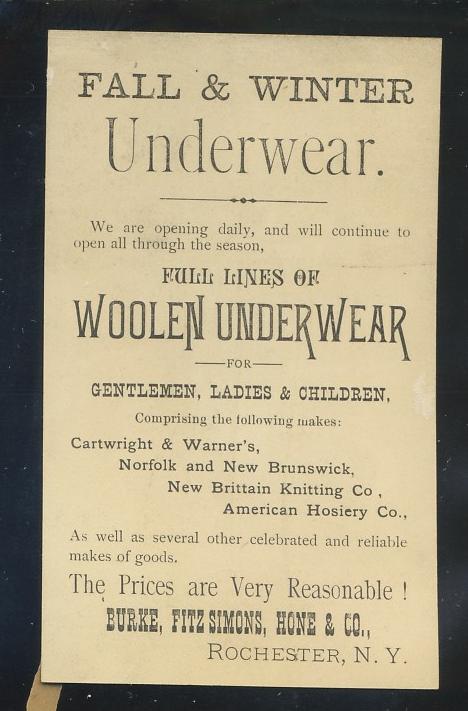 FALL & WINTER
Underwear.
We are opening daily, and will continue to
open all through the season,
FULL LINES OF
WOOLEN UNDERWEAR
—FOR—
GENTLEMEN, LADIES & CHILDREN,
Comprising the following makes:
Cartwright & Warner's,
Norfolk and New Brunswick,
New Brittain Knitting Co ,
American Hosiery Co.,
As well as several other celebrated and reliable
makes of goods.
The Prices are Very Reasonable !
BURKE, FITZ SIMONS, HONE & CO.,
ROCHESTER, N. Y.